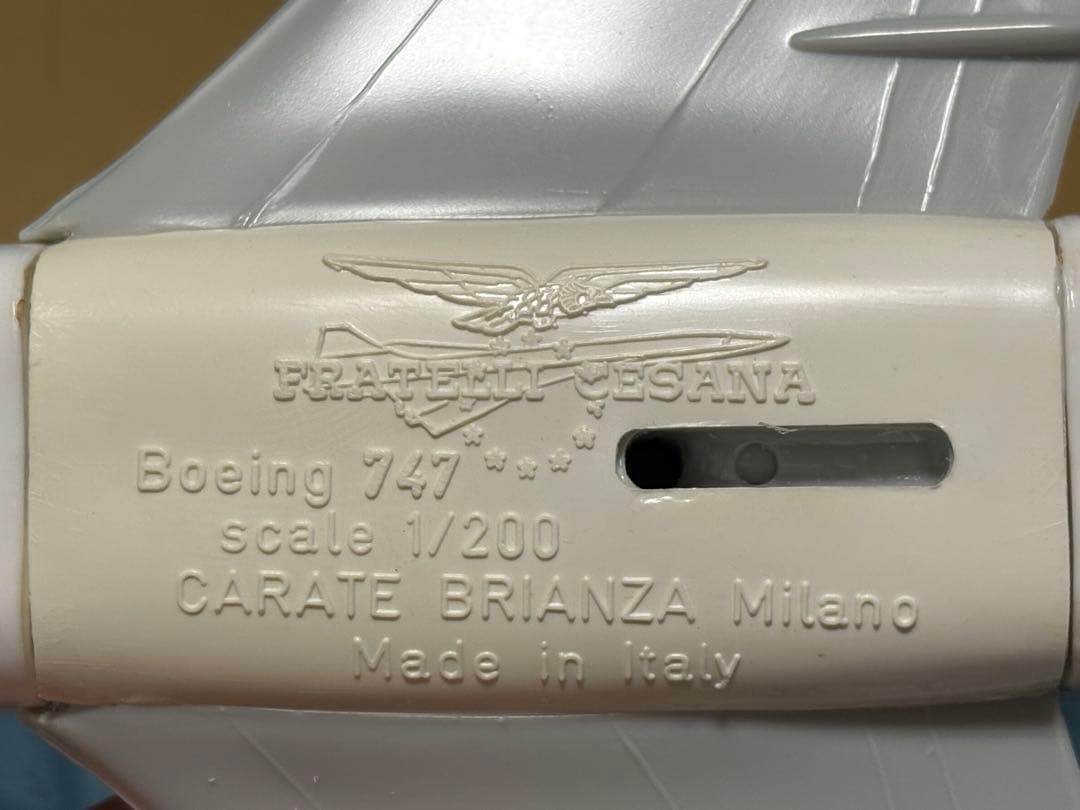 FRATELLI CESANA
Boeing 747
scale 1/200
CARATE BRIANZA Milano
Made in Italy